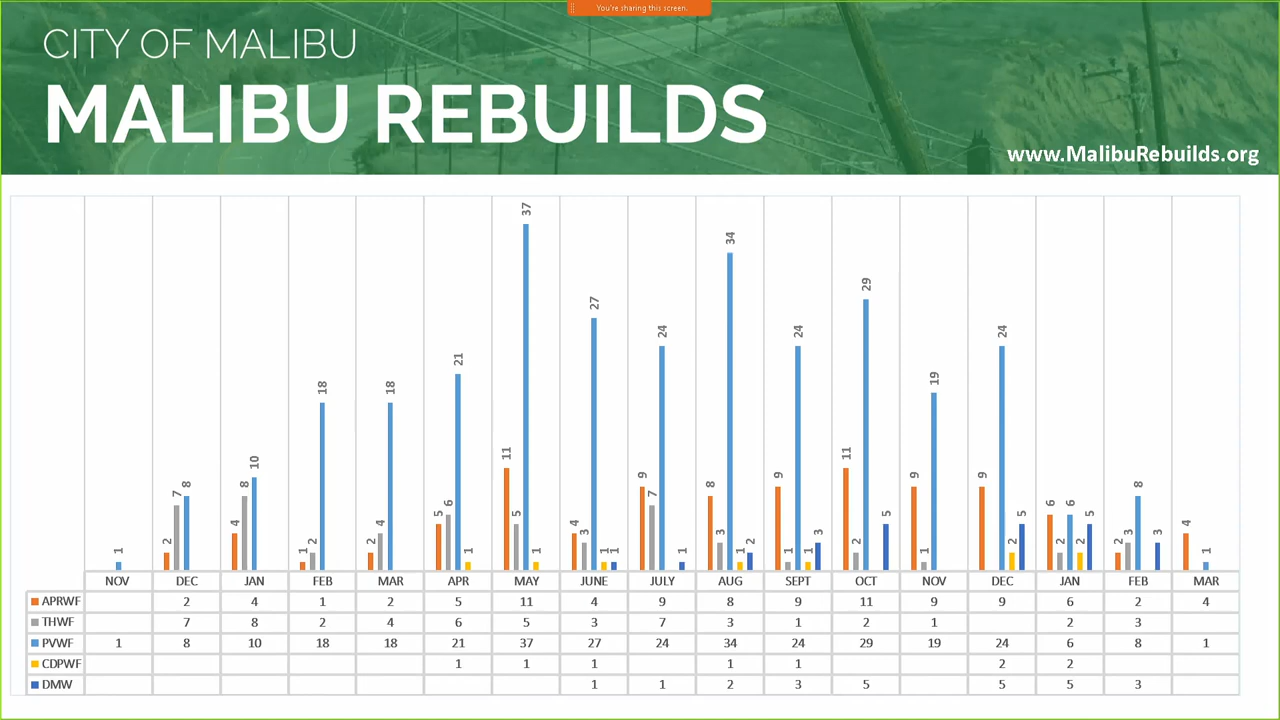 You're sharing this screen.
CITY OF MALIBU
MALIBU REBUILDS
www.MalibuRebuilds.org
1
2 7 8
4 8 10
1 2 18
2 4 18
5 6 21 1
11 5 37 1
4 3 27 1 1
9 7 24 1
8 3 34 1 2
9 1 24 1 3
11 2 29 5
9 1 19
9 24 2 5
6 2 6 2 5
2 3 8 3
4 1
NOV DEC JAN FEB MAR APR MAY JUNE JULY AUG SEPT OCT NOV DEC JAN FEB MAR
APRWF 2 4 1 2 5 11 4 9 8 9 11 9 9 6 2 4
THWF 7 8 2 4 6 5 3 7 3 1 2 1 2 3
PVWF 1 8 10 18 18 21 37 27 24 34 24 29 19 24 6 8 1
CDPWF 1 1 1 1 1 2 2
DMW 1 1 2 3 5 5 5 3